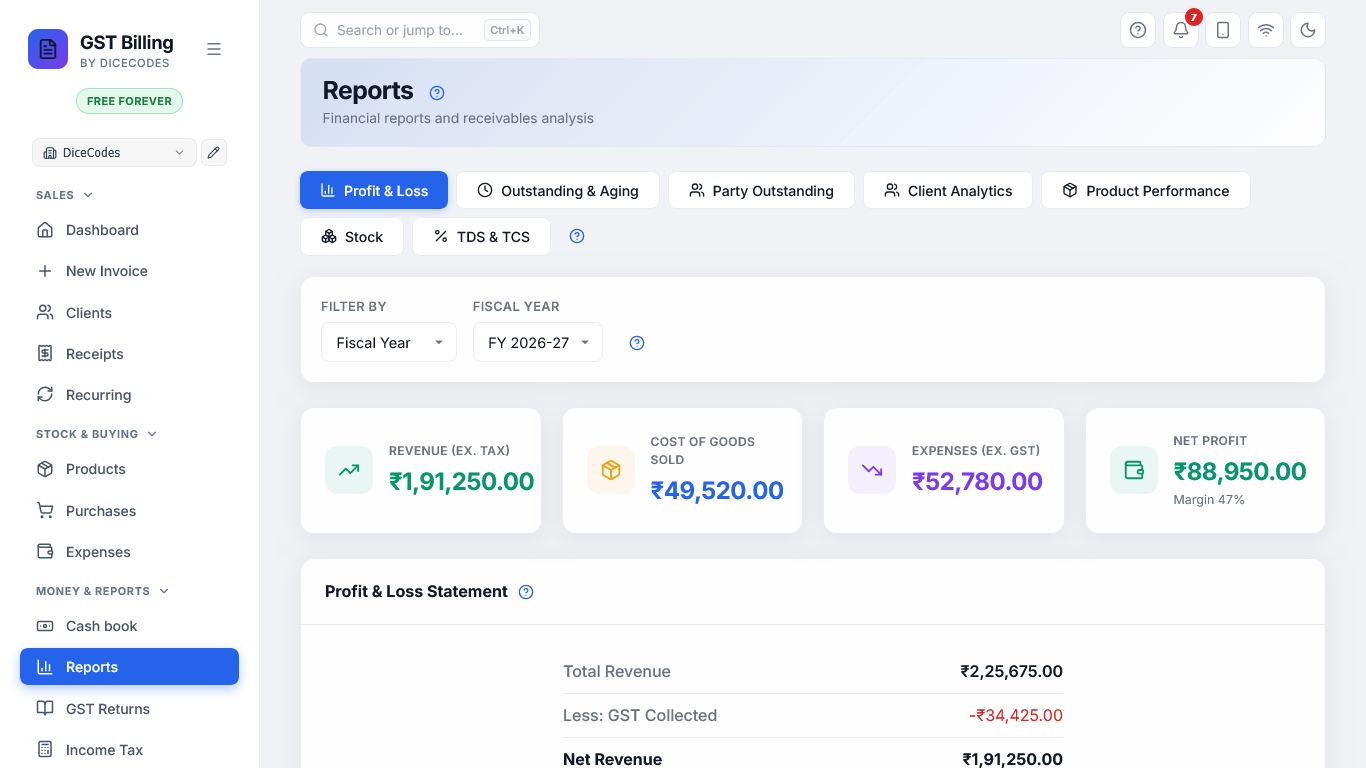 GST Billing
BY DICECODES
FREE FOREVER
DiceCodes
SALES
Dashboard
New Invoice
Clients
Receipts
Recurring
STOCK & BUYING
Products
Purchases
Expenses
MONEY & REPORTS
Cash book
Reports
GST Returns
Income Tax
Search or jump to...
Ctrl+K
7
Reports
Financial reports and receivables analysis
Profit & Loss
Outstanding & Aging
Party Outstanding
Client Analytics
Product Performance
Stock
TDS & TCS
FILTER BY
FISCAL YEAR
Fiscal Year
FY 2026-27
REVENUE (EX. TAX)
₹1,91,250.00
COST OF GOODS
SOLD
₹49,520.00
EXPENSES (EX. GST)
₹52,780.00
NET PROFIT
₹88,950.00
Margin 47%
Profit & Loss Statement
Total Revenue ₹2,25,675.00
Less: GST Collected -₹34,425.00
Net Revenue ₹1,91,250.00